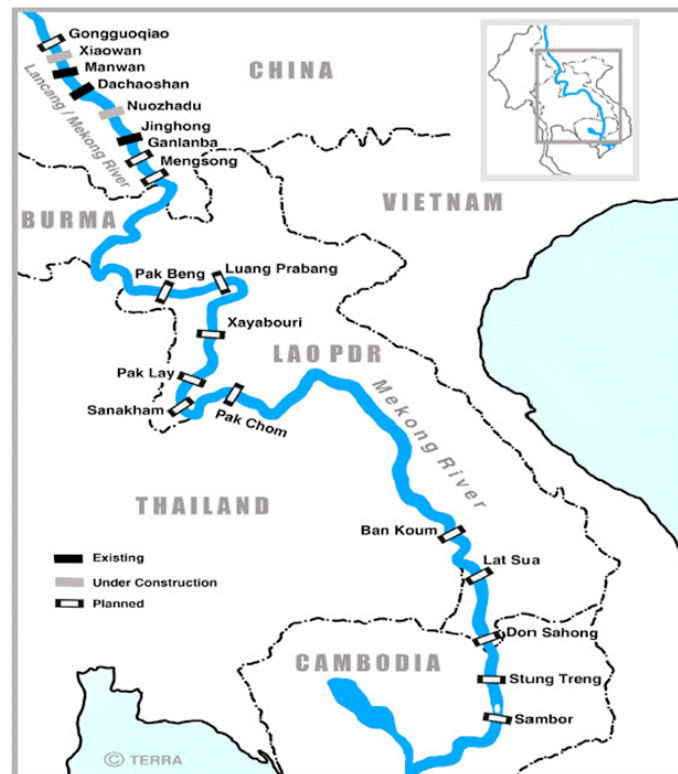 Gongguoqiao
Xiaowan
Manwan
Dachaoshan
Nuozhadu
Jinghong
Ganlanba
Mengsong
Lancang / Mekong River
CHINA
BURMA
VIETNAM
Pak Beng
Luang Prabang
Xayabouri
LAO PDR
Pak Lay
Sanakham
Pak Chom
Mekong River
THAILAND
Ban Koum
Lat Sua
Existing
Under Construction
Planned
Don Sahong
CAMBODIA
Stung Treng
Sambor
© TERRA